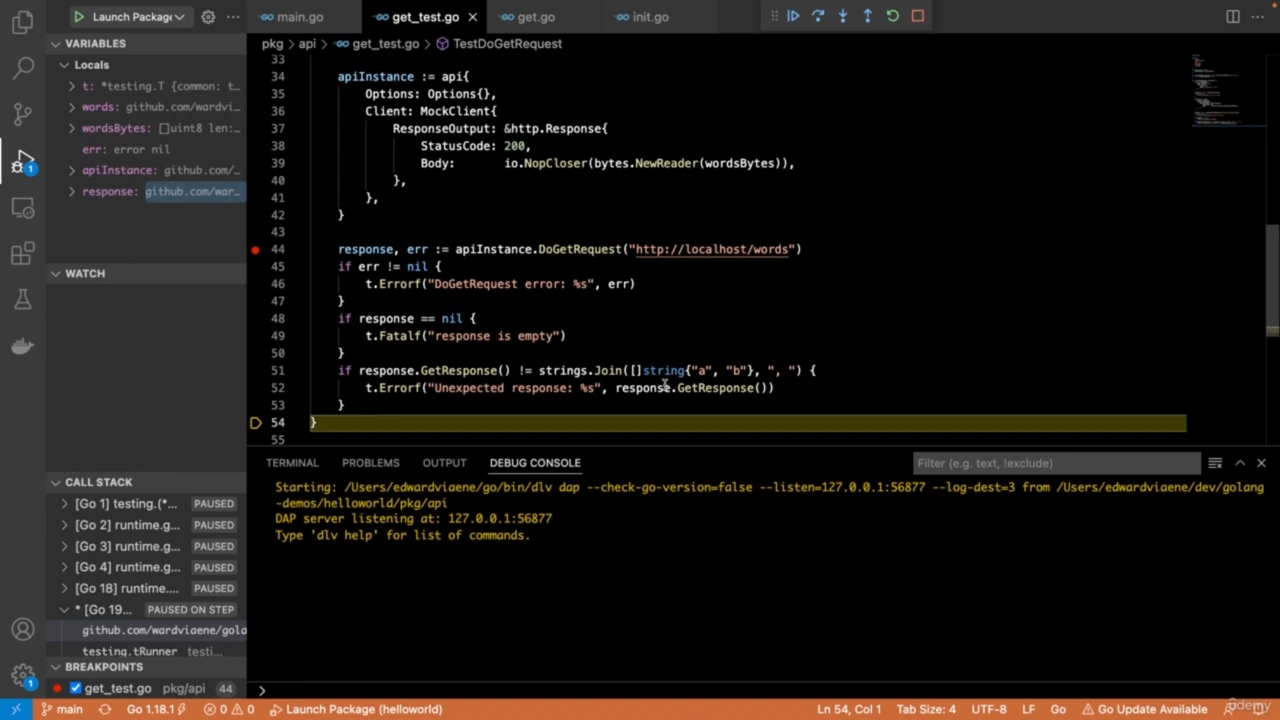 Launch Package
main.go
get_test.go
get.go
init.go
VARIABLES
Locals
t: *testing.T {common: t…
words: github.com/wardvi…
wordsBytes: []uint8 len:…
err: error nil
apiInstance: github.com/…
response: github.com/war…
WATCH
CALL STACK
[Go 1] testing.(*… PAUSED
[Go 2] runtime.g… PAUSED
[Go 3] runtime.g… PAUSED
[Go 4] runtime.g… PAUSED
[Go 18] runtime.… PAUSED
* [Go 19… PAUSED ON STEP
github.com/wardviaene/gola
testing.tRunner testi…
BREAKPOINTS
get_test.go pkg/api 44
pkg > api > get_test.go > TestDoGetRequest
33
34 apiInstance := api{
35 Options: Options{},
36 Client: MockClient{
37 ResponseOutput: &http.Response{
38 StatusCode: 200,
39 Body: io.NopCloser(bytes.NewReader(wordsBytes)),
40 },
41 },
42 }
43
44 response, err := apiInstance.DoGetRequest("http://localhost/words")
45 if err != nil {
46 t.Errorf("DoGetRequest error: %s", err)
47 }
48 if response == nil {
49 t.Fatalf("response is empty")
50 }
51 if response.GetResponse() != strings.Join([]string{"a", "b"}, ", ") {
52 t.Errorf("Unexpected response: %s", response.GetResponse())
53 }
54 }
55
TERMINAL PROBLEMS OUTPUT DEBUG CONSOLE
Filter (e.g. text, !exclude)
Starting: /Users/edwardviaene/go/bin/dlv dap --check-go-version=false --listen=127.0.0.1:56877 --log-dest=3 from /Users/edwardviaene/dev/golang
-demos/helloworld/pkg/api
DAP server listening at: 127.0.0.1:56877
Type 'dlv help' for list of commands.
1
1
main Go 1.18.1 0 0 Launch Package (helloworld) Ln 54, Col 1 Tab Size: 4 UTF-8 LF Go Go Update Available
udemy